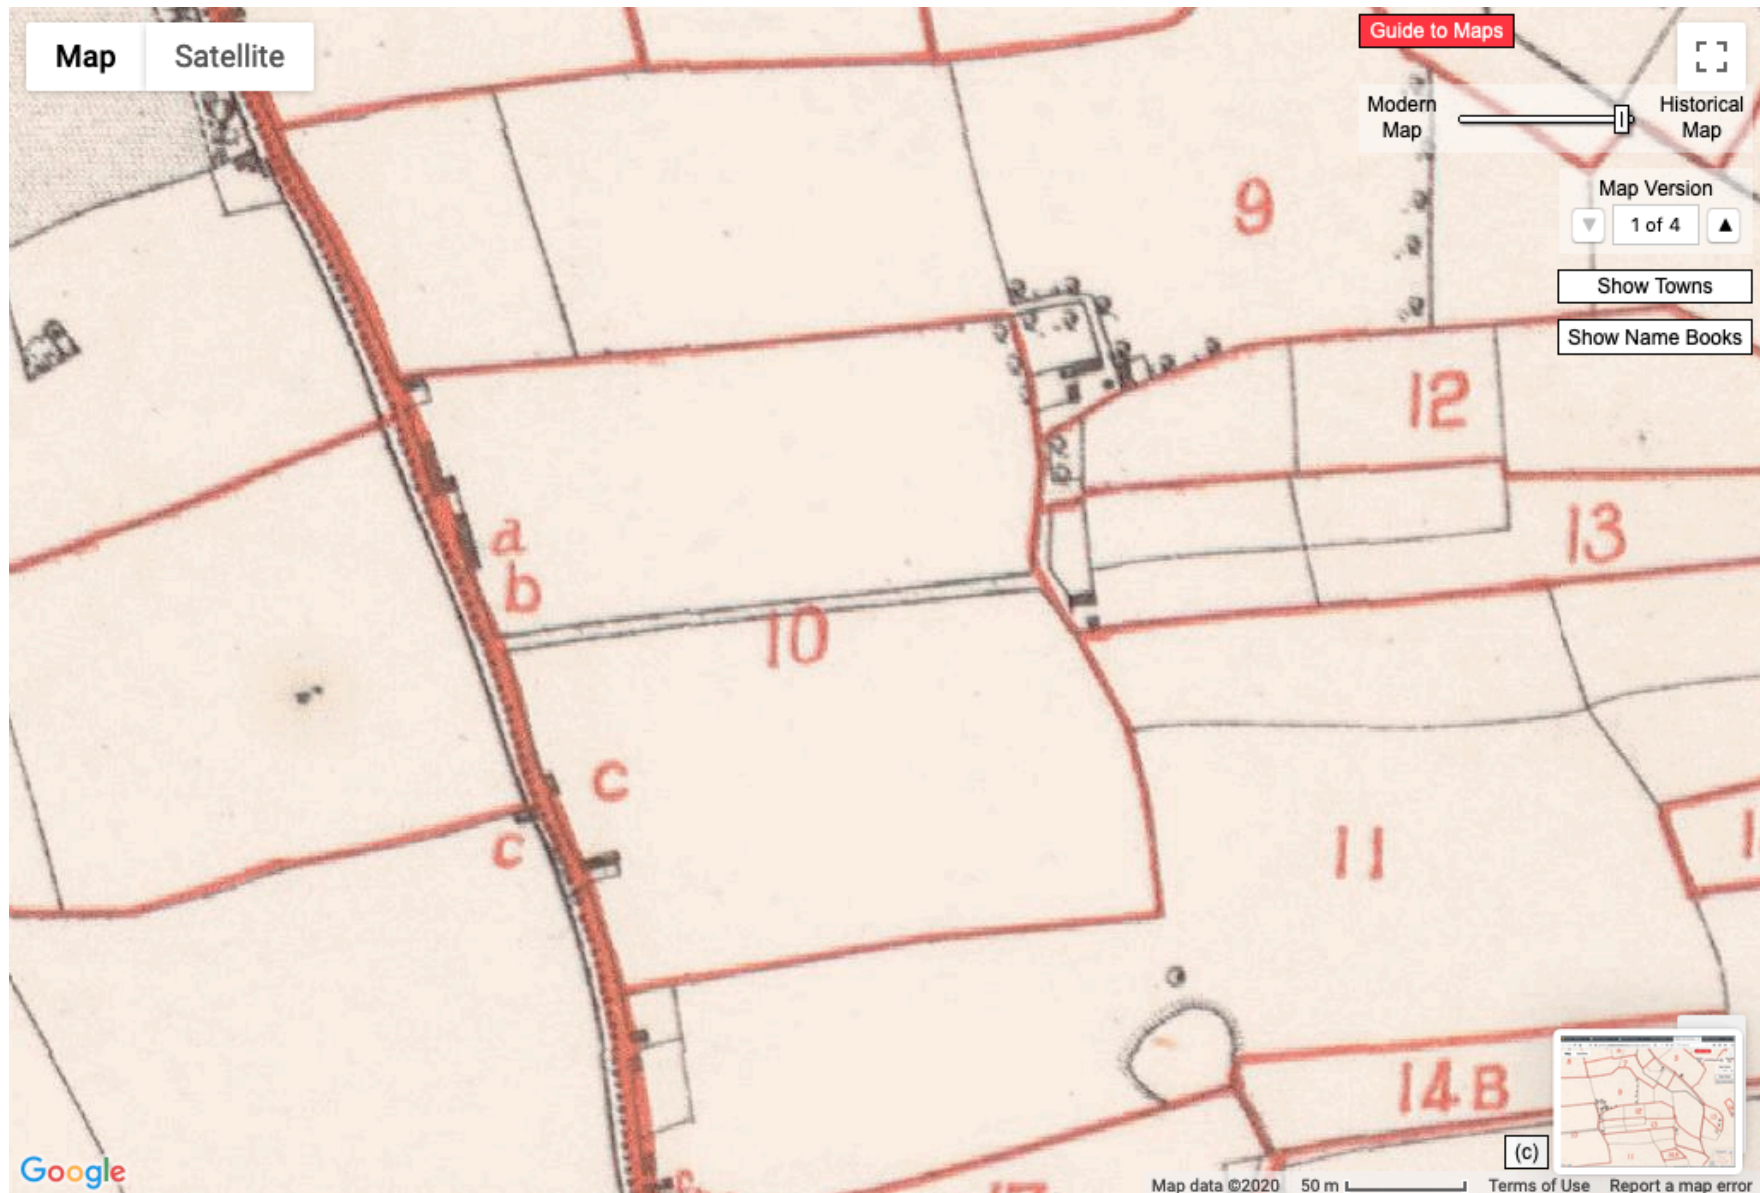 Map Satellite
Guide to Maps
Modern Map
Historical Map
Map Version
1 of 4
Show Towns
Show Name Books
9
12
13
a
b
10
c
c
11
14B
(c)
Google
Map data ©2020 50 m Terms of Use Report a map error